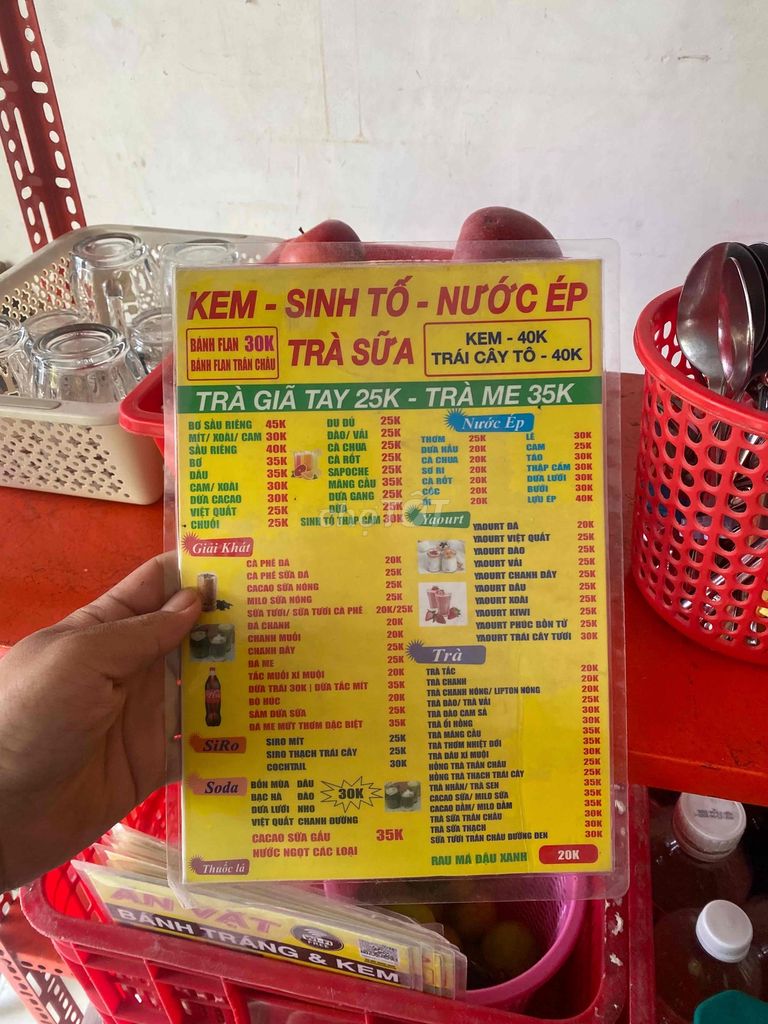 KEM - SINH TỐ - NƯỚC ÉP
BÁNH FLAN 30K
BÁNH FLAN TRÂN CHÂU
TRÀ SỮA
KEM - 40K
TRÁI CÂY TÔ - 40K
TRÀ GIÃ TAY 25K - TRÀ ME 35K
BƠ SẦU RIÊNG 45K
MÍT/ XOÀI/ CAM 30K
SẦU RIÊNG 40K
BƠ 35K
DÂU 35K
CAM/ XOÀI 30K
DỪA CACAO 30K
VIỆT QUẤT 25K
CHUỐI 25K
ĐU ĐỦ 25K
ĐÀO/ VẢI 25K
CÀ CHUA 25K
CÀ RỐT 25K
SAPOCHE 25K
MÃNG CẦU 35K
DƯA GANG 25K
DỨA 25K
SINH TỐ THẬP CẨM 30K
Nước Ép
THƠM 25K
DƯA HẤU 20K
CÀ CHUA 20K
SƠ RI 20K
CÀ RỐT 20K
CÓC 20K
ỔI 20K
LÊ 30K
CAM 25K
TÁO 30K
THẬP CẨM 30K
DƯA LƯỚI 30K
BƯỞI 30K
LỰU ÉP 40K
chợTỐT
Giải Khát
CÀ PHÊ ĐÁ 20K
CÀ PHÊ SỮA ĐÁ 25K
CACAO SỮA NÓNG 25K
MILO SỮA NÓNG 25K
SỮA TƯƠI/ SỮA TƯƠI CÀ PHÊ 20K/25K
ĐÁ CHANH 20K
CHANH MUỐI 20K
CHANH DÂY 25K
ĐÁ ME 25K
TẮC MUỐI XÍ MUỘI 20K
DỪA TRÁI 30K | DỪA TẮC MÍT 35K
BÒ HÚC 20K
SÂM DỨA SỮA 25K
ĐÁ ME MỨT THƠM ĐẶC BIỆT 35K
Yaourt
YAOURT ĐÁ 20K
YAOURT VIỆT QUẤT 25K
YAOURT ĐÀO 25K
YAOURT VẢI 25K
YAOURT CHANH DÂY 25K
YAOURT DÂU 25K
YAOURT XOÀI 25K
YAOURT KIWI 25K
YAOURT PHÚC BỒN TỬ 25K
YAOURT TRÁI CÂY TƯƠI 30K
Trà
TRÀ TẮC 20K
TRÀ CHANH 20K
TRÀ CHANH NÓNG/ LIPTON NÓNG 20K
TRÀ ĐÀO/ TRÀ VẢI 25K
TRÀ ĐÀO CAM SẢ 30K
TRÀ ỔI HỒNG 30K
TRÀ MÃNG CẦU 35K
TRÀ THƠM NHIỆT ĐỚI 35K
TRÀ DÂU XÍ MUỘI 30K
HỒNG TRÀ TRÂN CHÂU 25K
HỒNG TRÀ THẠCH TRÁI CÂY 25K
TRÀ NHÃN/ TRÀ SEN 35K
CACAO SỮA/ MILO SỮA 35K
CACAO DẦM/ MILO DẦM 35K
TRÀ SỮA TRÂN CHÂU 30K
TRÀ SỮA THẠCH 30K
SỮA TƯƠI TRÂN CHÂU ĐƯỜNG ĐEN 30K
SiRo
SIRO MÍT 25K
SIRO THẠCH TRÁI CÂY 25K
COCHTAIL 30K
Soda
BỐN MÙA DÂU
BẠC HÀ ĐÀO
DƯA LƯỚI NHO
VIỆT QUẤT CHANH ĐƯỜNG
30K
CACAO SỮA GẤU 35K
NƯỚC NGỌT CÁC LOẠI
RAU MÁ ĐẬU XANH 20K
Thuốc lá
ĂN VẶT
BÁNH TRÁNG & KEM